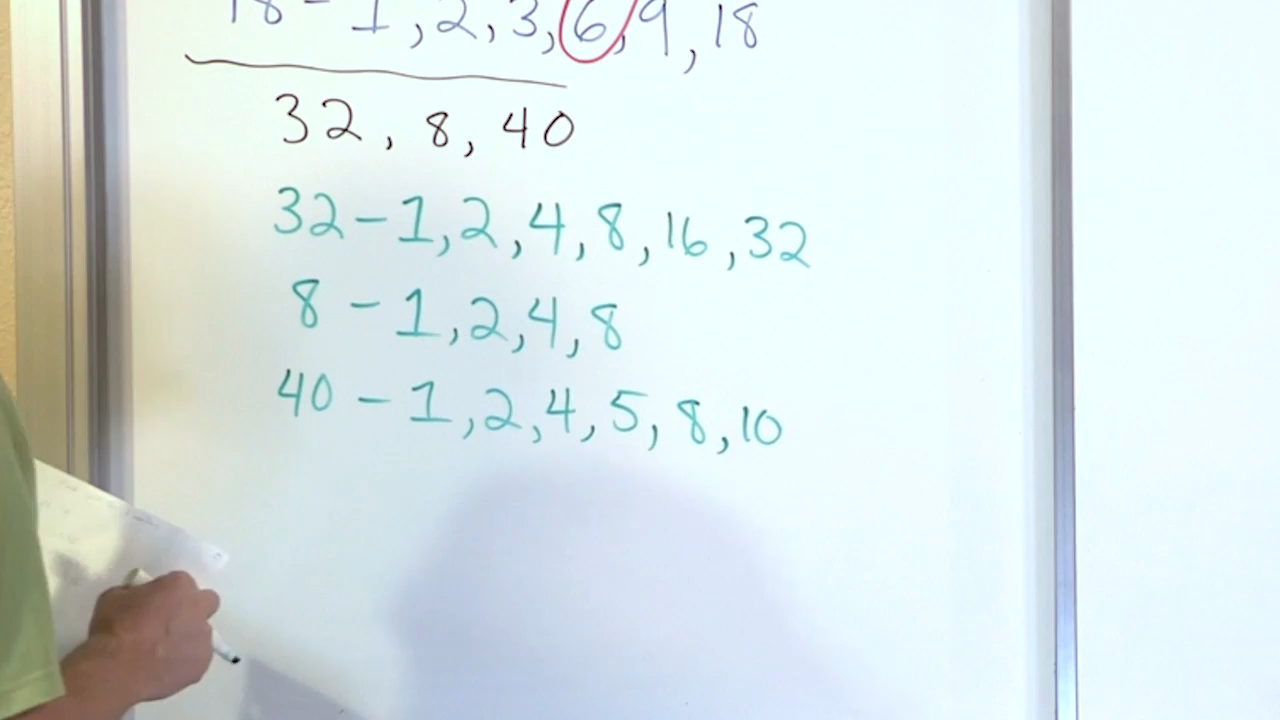 18 - 1, 2, 3, 6, 9, 18
32, 8, 40
32 - 1, 2, 4, 8, 16, 32
8 - 1, 2, 4, 8
40 - 1, 2, 4, 5, 8, 10